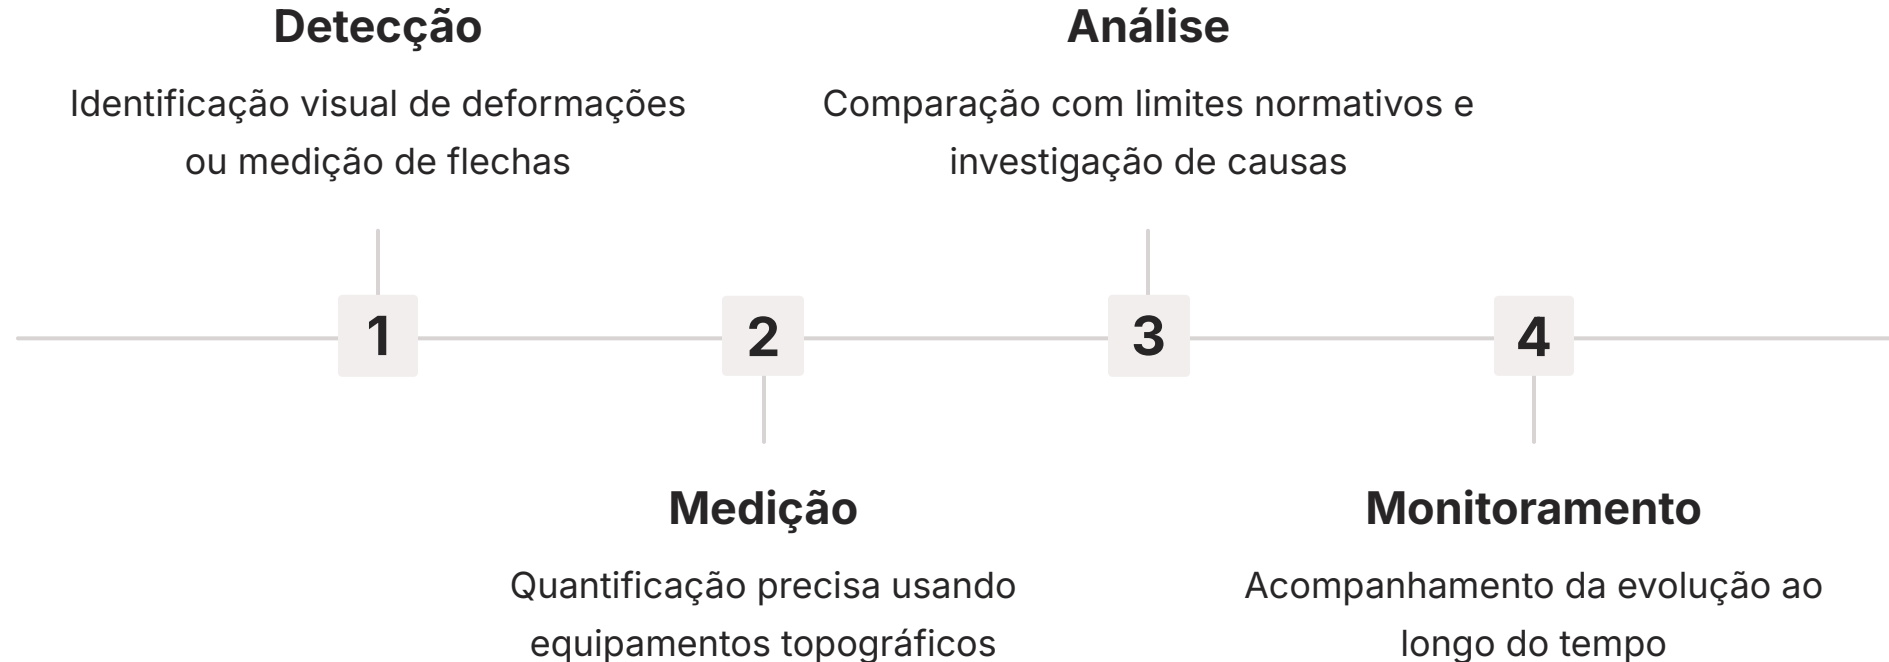 Detecção
Identificação visual de deformações
ou medição de flechas
Análise
Comparação com limites normativos e
investigação de causas
1
2
3
4
Medição
Quantificação precisa usando
equipamentos topográficos
Monitoramento
Acompanhamento da evolução ao
longo do tempo